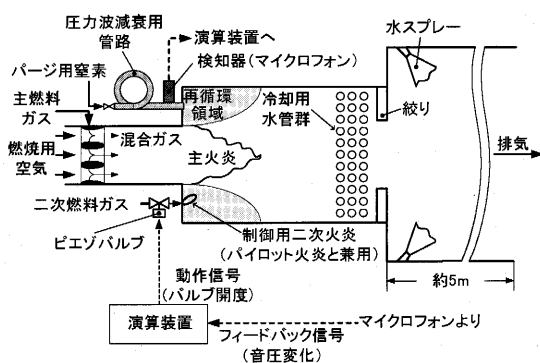 圧力波減衰用
管路
演算装置へ
水スプレー
検知器(マイクロフォン)
パージ用窒素
主燃料
ガス
再循環
領域
冷却用
水管群
絞り
混合ガス
燃焼用
空気
主火炎
排気
二次燃料ガス
制御用二次火炎
(パイロット火炎と兼用)
ピエゾバルブ
動作信号
(バルブ開度)
約5m
演算装置
マイクロフォンより
フィードバック信号
(音圧変化)